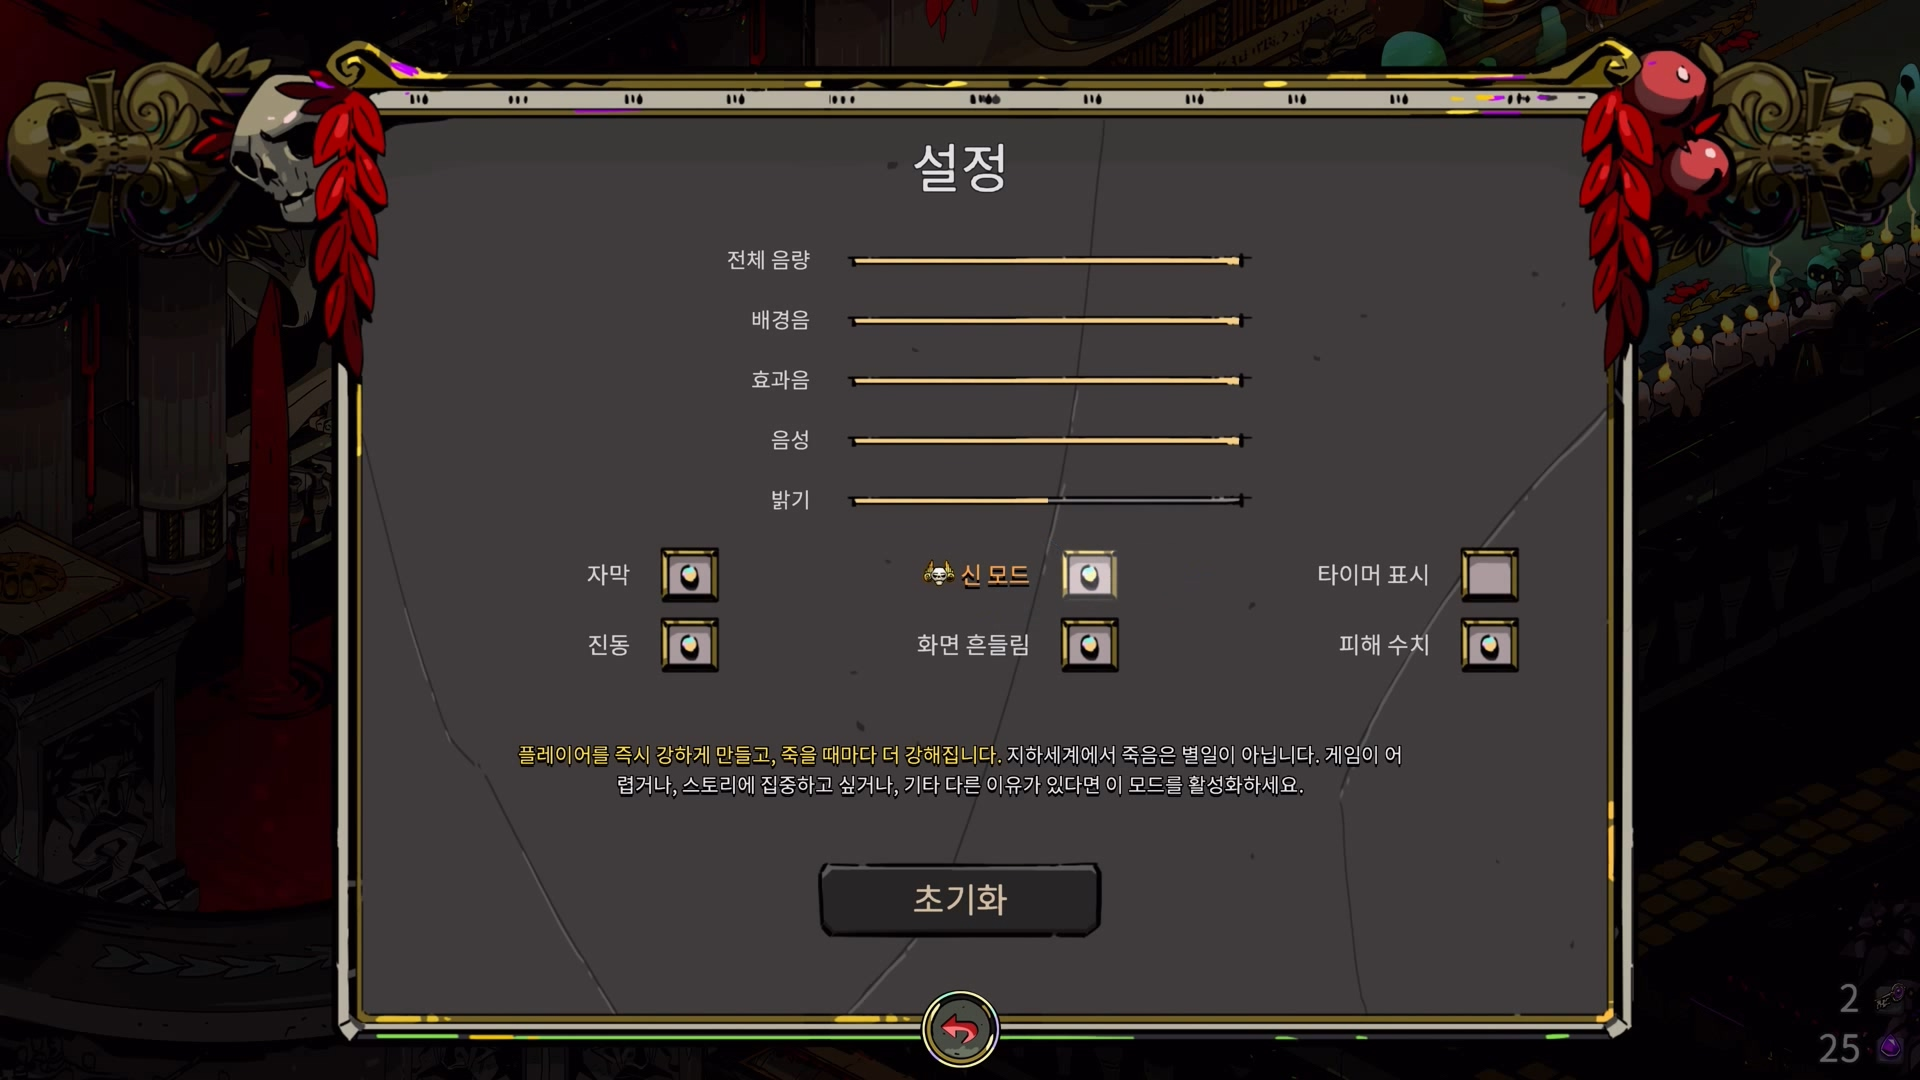 설정
전체 음량
배경음
효과음
음성
밝기
자막
신 모드
타이머 표시
진동
화면 흔들림
피해 수치
플레이어를 즉시 강하게 만들고, 죽을 때마다 더 강해집니다. 지하세계에서 죽음은 별일이 아닙니다. 게임이 어
렵거나, 스토리에 집중하고 싶거나, 기타 다른 이유가 있다면 이 모드를 활성화하세요.
초기화
2
25